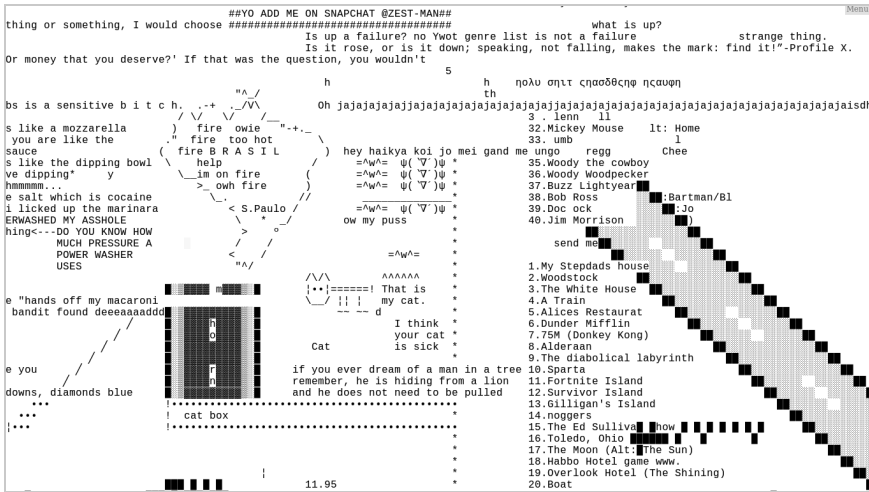 Menu
##YO ADD ME ON SNAPCHAT @ZEST-MAN##
thing or something, I would choose ################################### what is up?
Is up a failure? no Ywot genre list is not a failure strange thing.
Is it rose, or is it down; speaking, not falling, makes the mark: find it!”-Profile X.
Or money that you deserve?' If that was the question, you wouldn't
5
h h ηολυ σηιτ ςηασδθςηφ ηςαυφη
th
bs is a sensitive b i t c h. Oh jajajajajajjajajajajajajajajajajajjajajajajajajajajajajajajajajajajajajajajajajajajaisdh
3 . lenn ll
s like a mozzarella ) fire owie 32.Mickey Mouse lt: Home
you are like the fire too hot 33. umb l
sauce ( fire B R A S I L ) hey haikya koi jo mei gand me ungo regg Chee
s like the dipping bowl help =^w^= ψ(`∇´)ψ * 35.Woody the cowboy
ve dipping* y im on fire =^w^= ψ(`∇´)ψ * 36.Woody Woodpecker
hmmmmm... owh fire =^w^= ψ(`∇´)ψ * 37.Buzz Lightyear
e salt which is cocaine 38.Bob Ross :Bartman/Bl
i licked up the marinara < S.Paulo / =^w^= ψ(`∇´)ψ * 39.Doc ock :Jo
ERWASHED MY ASSHOLE ow my puss * 40.Jim Morrison )
hing<---DO YOU KNOW HOW
MUCH PRESSURE A send me
POWER WASHER =^w^=
USES 1.My Stepdads house
^^^^^^ 2.Woodstock
m |••|======! That is * 3.The White House
e "hands off my macaroni my cat. * 4.A Train
bandit found deeeaaaaddd ~~ ~~ d 5.Alices Restaurat
h I think * 6.Dunder Mifflin
o your cat * 7.75M (Donkey Kong)
Cat is sick * 8.Alderaan
9.The diabolical labyrinth
e you r if you ever dream of a man in a tree 10.Sparta
n remember, he is hiding from a lion 11.Fortnite Island
downs, diamonds blue and he does not need to be pulled 12.Survivor Island
13.Gilligan's Island
! cat box * 14.noggers
15.The Ed Sulliva how
16.Toledo, Ohio
17.The Moon (Alt: The Sun)
18.Habbo Hotel game www.
19.Overlook Hotel (The Shining)
11.95 * 20.Boat